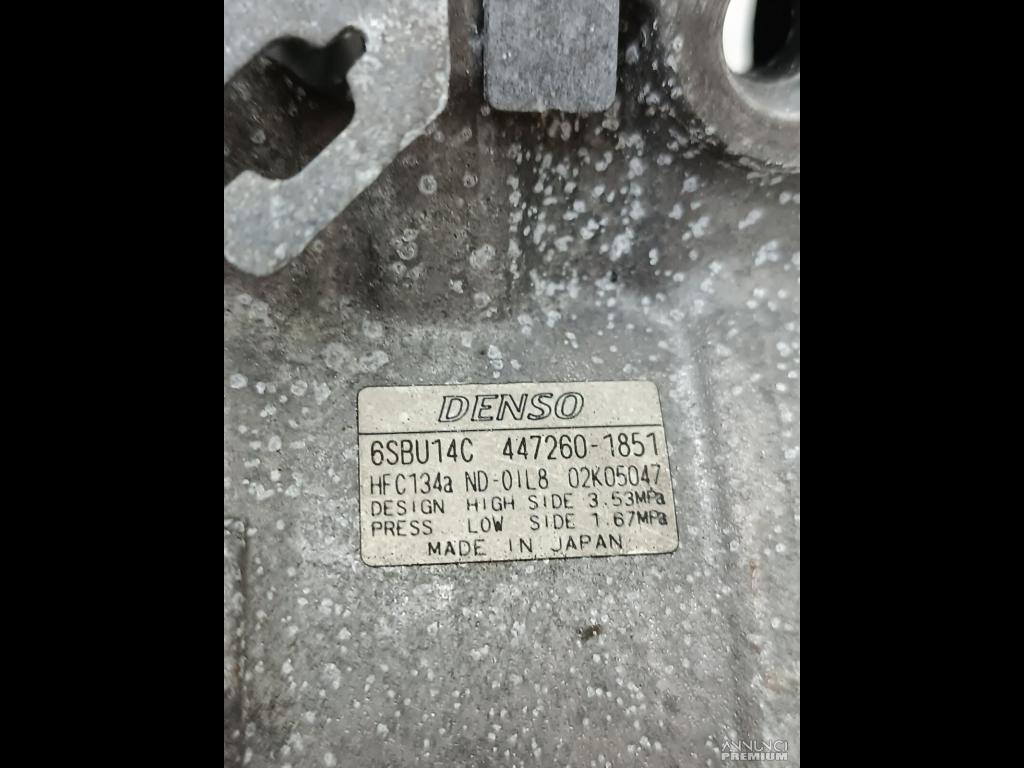 DENSO
6SBU14C 447260-1851
HFC134a ND-OIL8 02K05047
DESIGN HIGH SIDE 3.53MPa
PRESS LOW SIDE 1.67MPa
MADE IN JAPAN
ANNUNCI
PREMIUM